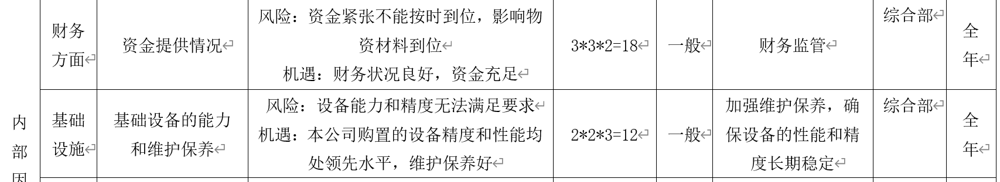 财务
方面
资金提供情况
风险：资金紧张不能按时到位，影响物
资材料到位
机遇：财务状况良好，资金充足
3*3*2=18
一般
财务监管
综合部
全
年
内
部
因
基础
设施
基础设备的能力
和维护保养
风险：设备能力和精度无法满足要求
机遇：本公司购置的设备精度和性能均
处领先水平，维护保养好
2*2*3=12
一般
加强维护保养，确
保设备的性能和精
度长期稳定
综合部
全
年